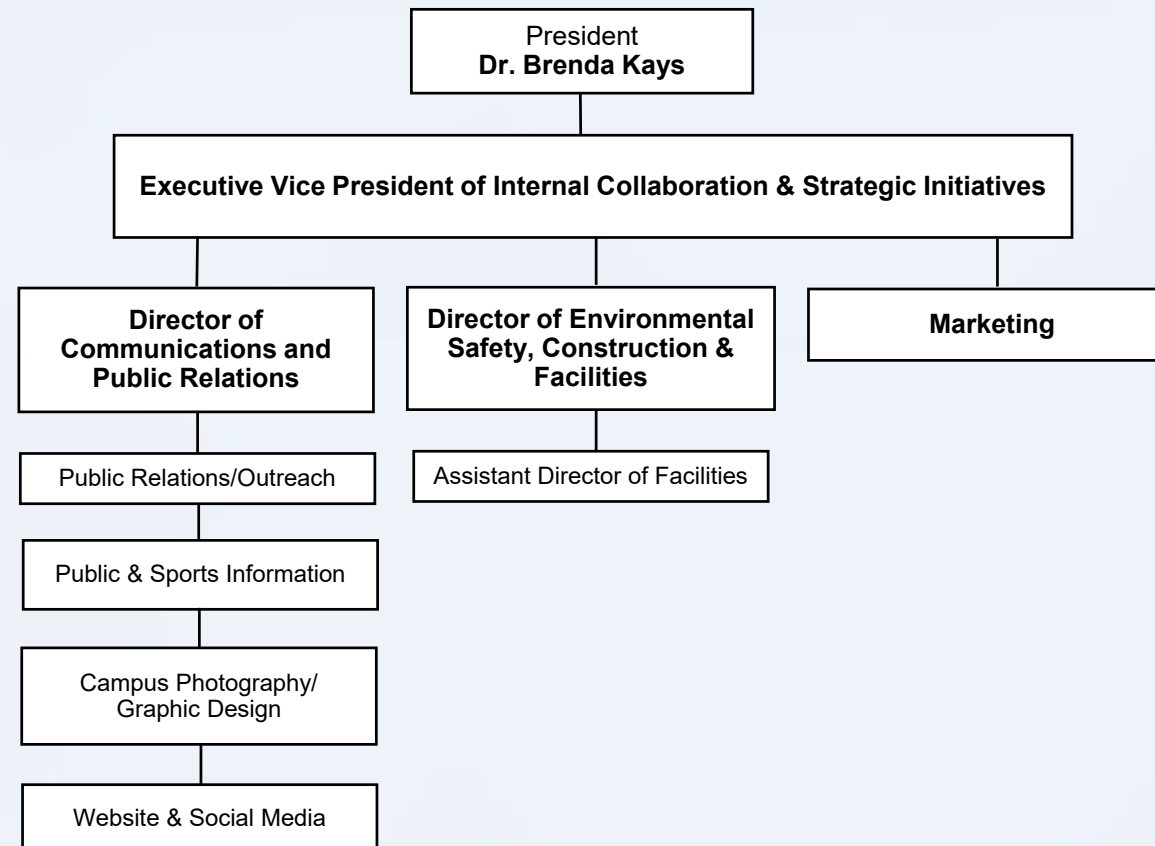 President
Dr. Brenda Kays
Executive Vice President of Internal Collaboration & Strategic Initiatives
Director of
Communications and
Public Relations
Public Relations/Outreach
Public & Sports Information
Campus Photography/
Graphic Design
Website & Social Media
Director of Environmental
Safety, Construction &
Facilities
Assistant Director of Facilities
Marketing